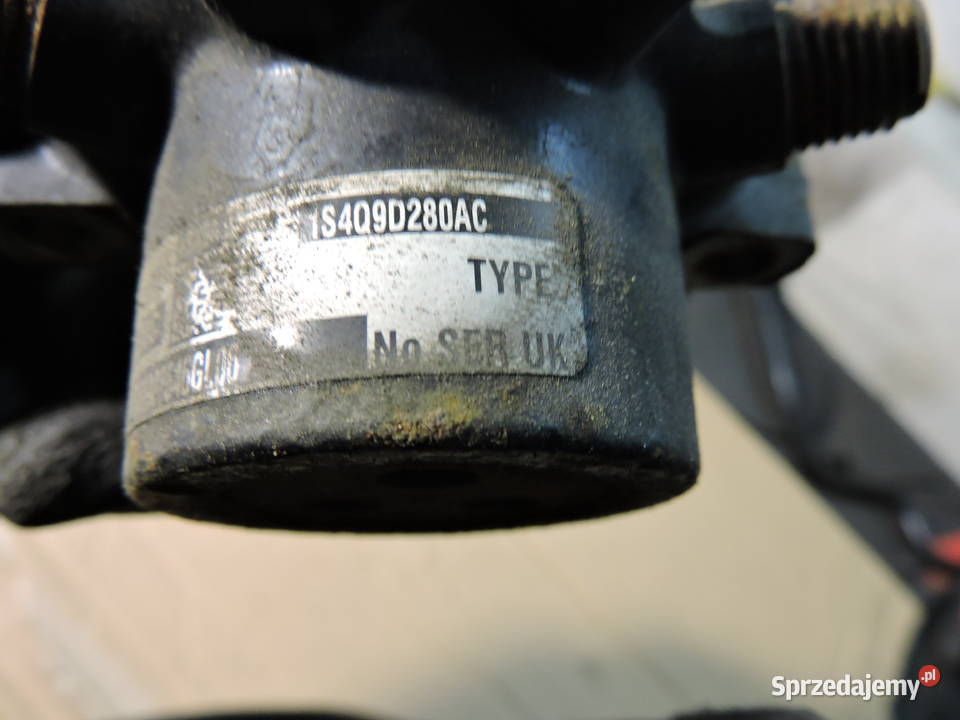 1S4Q9D280AC
TYPE
No SER UK
Sprzedajemy.pl